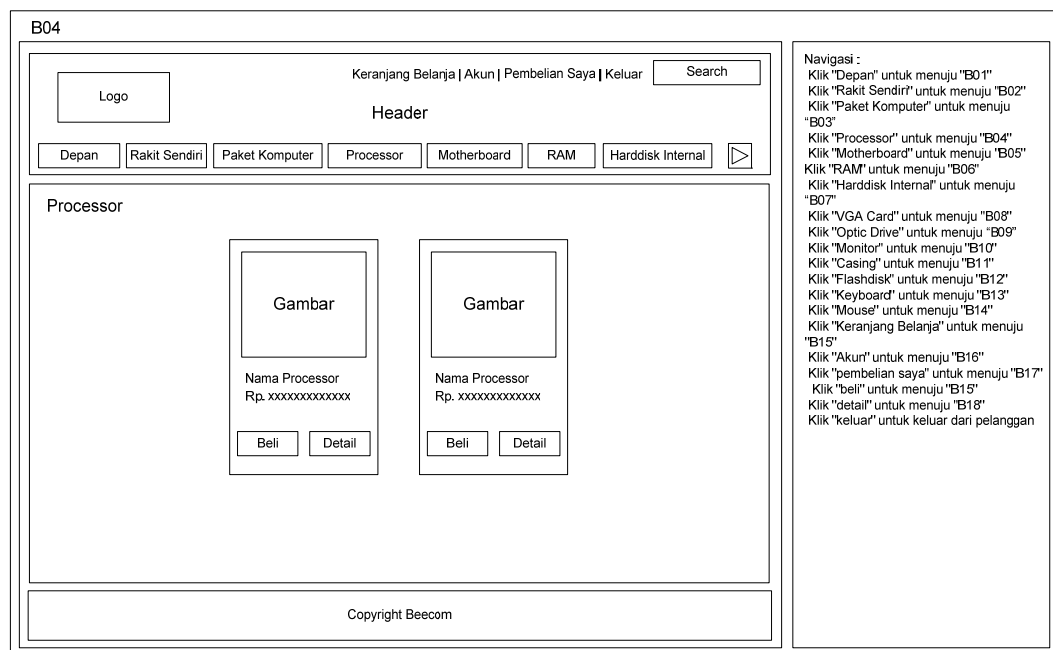 B04
Keranjang Belanja | Akun | Pembelian Saya | Keluar Search
Logo
Header
Depan Rakit Sendiri Paket Komputer Processor Motherboard RAM Harddisk Internal
Processor
Gambar Gambar
Nama Processor Nama Processor
Rp. xxxxxxxxxxxxx Rp. xxxxxxxxxxxxx
Beli Detail Beli Detail
Copyright Beecom
Navigasi :
Klik "Depan" untuk menuju "B01"
Klik "Rakit Sendiri" untuk menuju "B02"
Klik "Paket Komputer" untuk menuju
“B03”
Klik "Processor" untuk menuju "B04"
Klik "Motherboard" untuk menuju "B05"
Klik "RAM" untuk menuju "B06"
Klik "Harddisk Internal" untuk menuju
“B07"
Klik "VGA Card" untuk menuju "B08"
Klik "Optic Drive" untuk menuju “B09”
Klik "Monitor" untuk menuju "B10"
Klik "Casing" untuk menuju "B11"
Klik "Flashdisk" untuk menuju "B12"
Klik "Keyboard" untuk menuju "B13"
Klik "Mouse" untuk menuju "B14"
Klik "Keranjang Belanja" untuk menuju
"B15"
Klik "Akun" untuk menuju "B16"
Klik "pembelian saya" untuk menuju "B17"
Klik "beli" untuk menuju "B15"
Klik "detail" untuk menuju "B18"
Klik "keluar" untuk keluar dari pelanggan